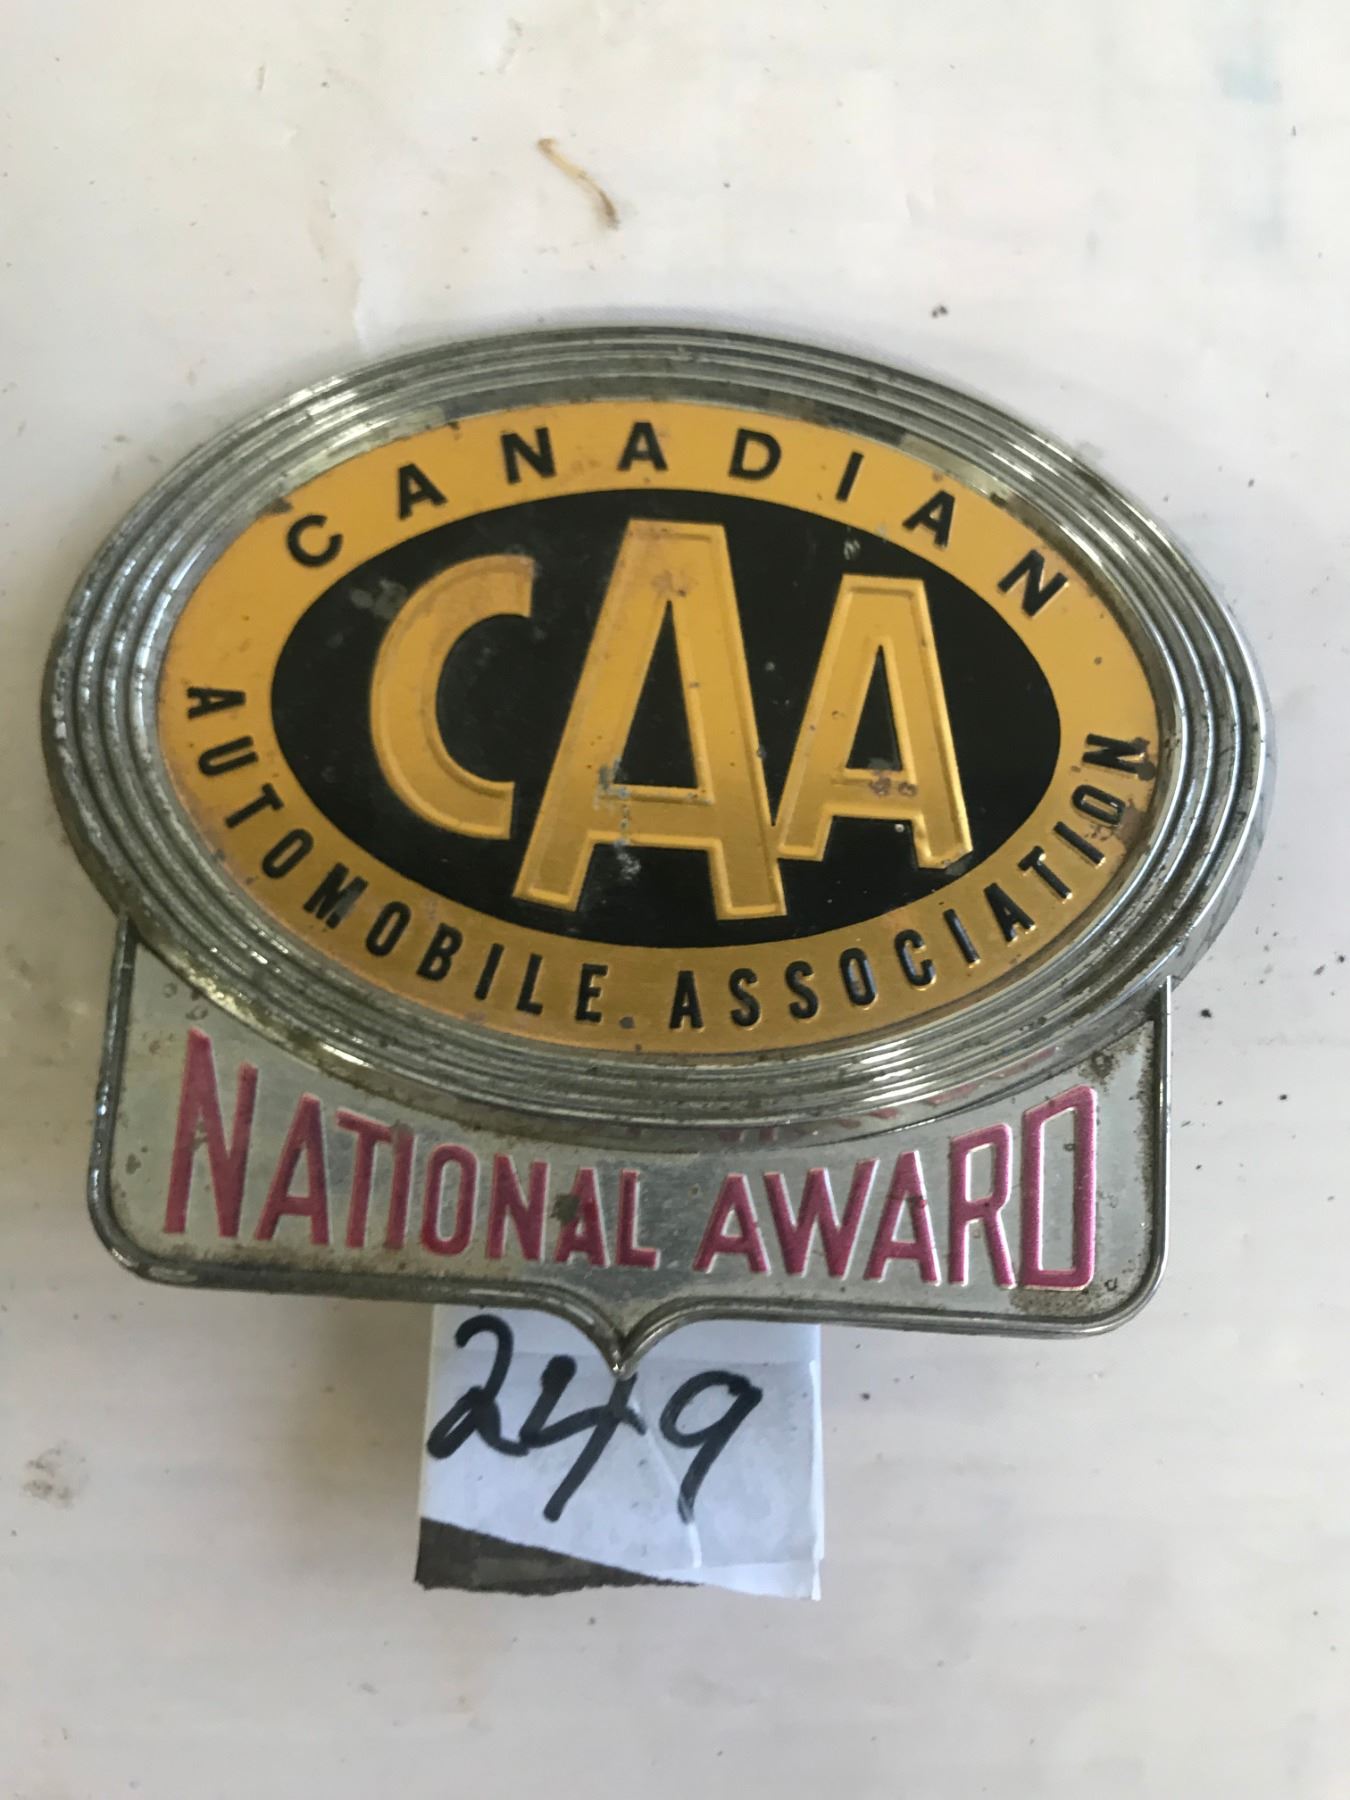 CANADIAN
CAA
AUTOMOBILE. ASSOCIATION
NATIONAL AWARD
249